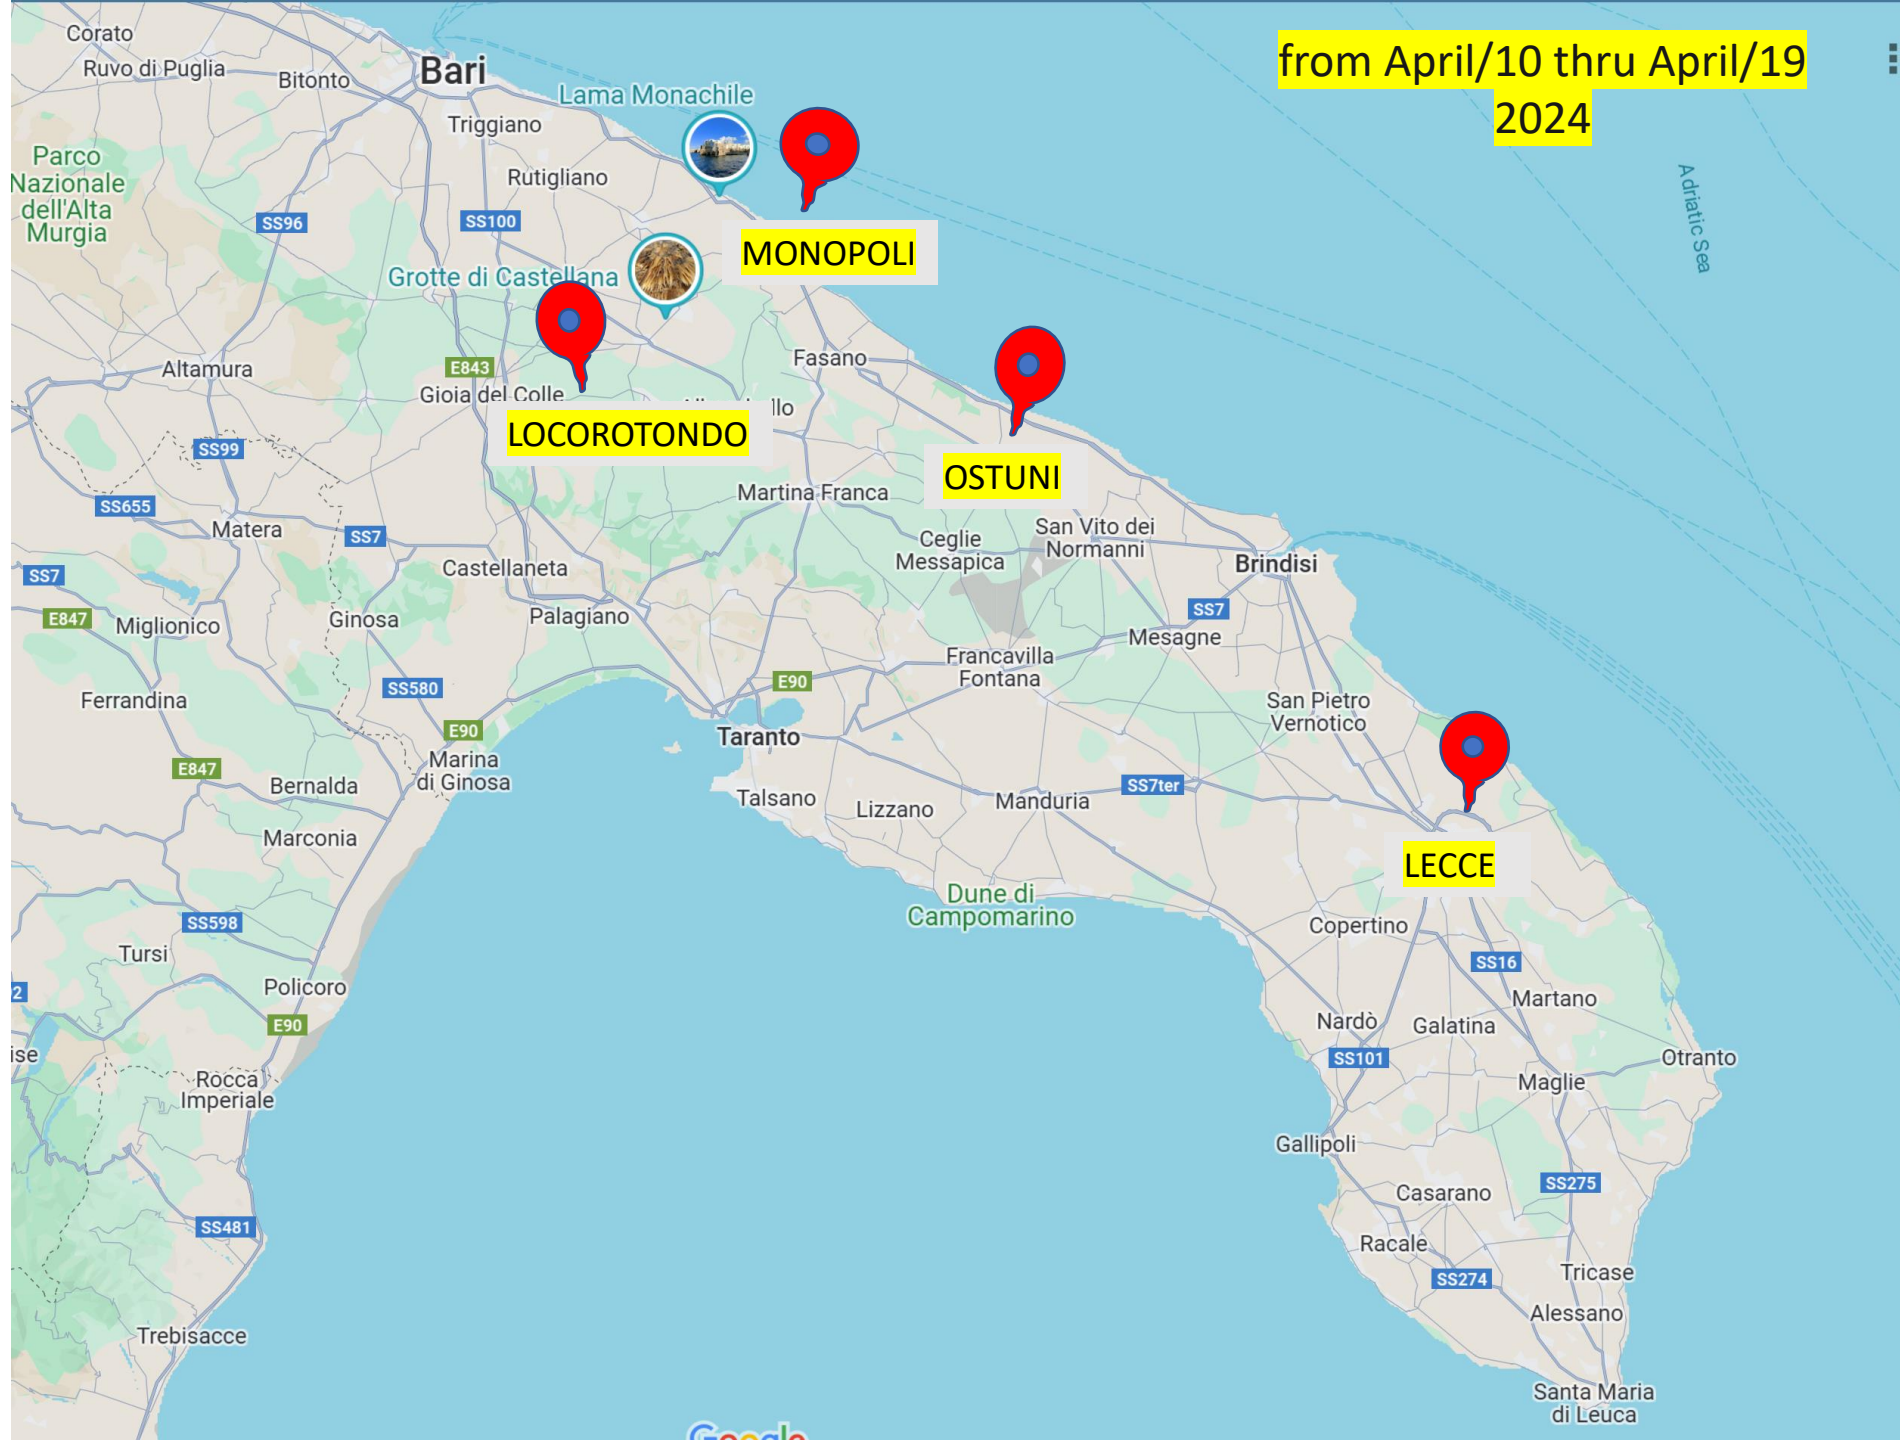 from April/10 thru April/19
2024
Corato
Ruvo di Puglia
Bitonto
Bari
Lama Monachile
Triggiano
Parco
Nazionale
dell'Alta
Murgia
Rutigliano
SS96
SS100
MONOPOLI
Adriatic Sea
Grotte di Castellana
Altamura
E843
Fasano
Gioia del Colle
LOCOROTONDO
SS99
OSTUNI
Martina Franca
SS655
Matera
SS7
Ceglie
Messapica
San Vito dei
Normanni
Brindisi
Castellaneta
SS7
E847
Miglionico
Ginosa
Palagiano
SS7
Mesagne
Francavilla
Fontana
Ferrandina
SS580
E90
San Pietro
Vernotico
E90
Taranto
E847
Marina
di Ginosa
Bernalda
Talsano
Lizzano
Manduria
SS7ter
Marconia
LECCE
Dune di
Campomarino
SS598
Copertino
Tursi
SS16
2
Policoro
Martano
E90
Nardò
Galatina
ise
SS101
Otranto
Rocca
Imperiale
Maglie
Gallipoli
SS275
Casarano
SS481
Racale
SS274
Tricase
Alessano
Trebisacce
Santa Maria
di Leuca
Google